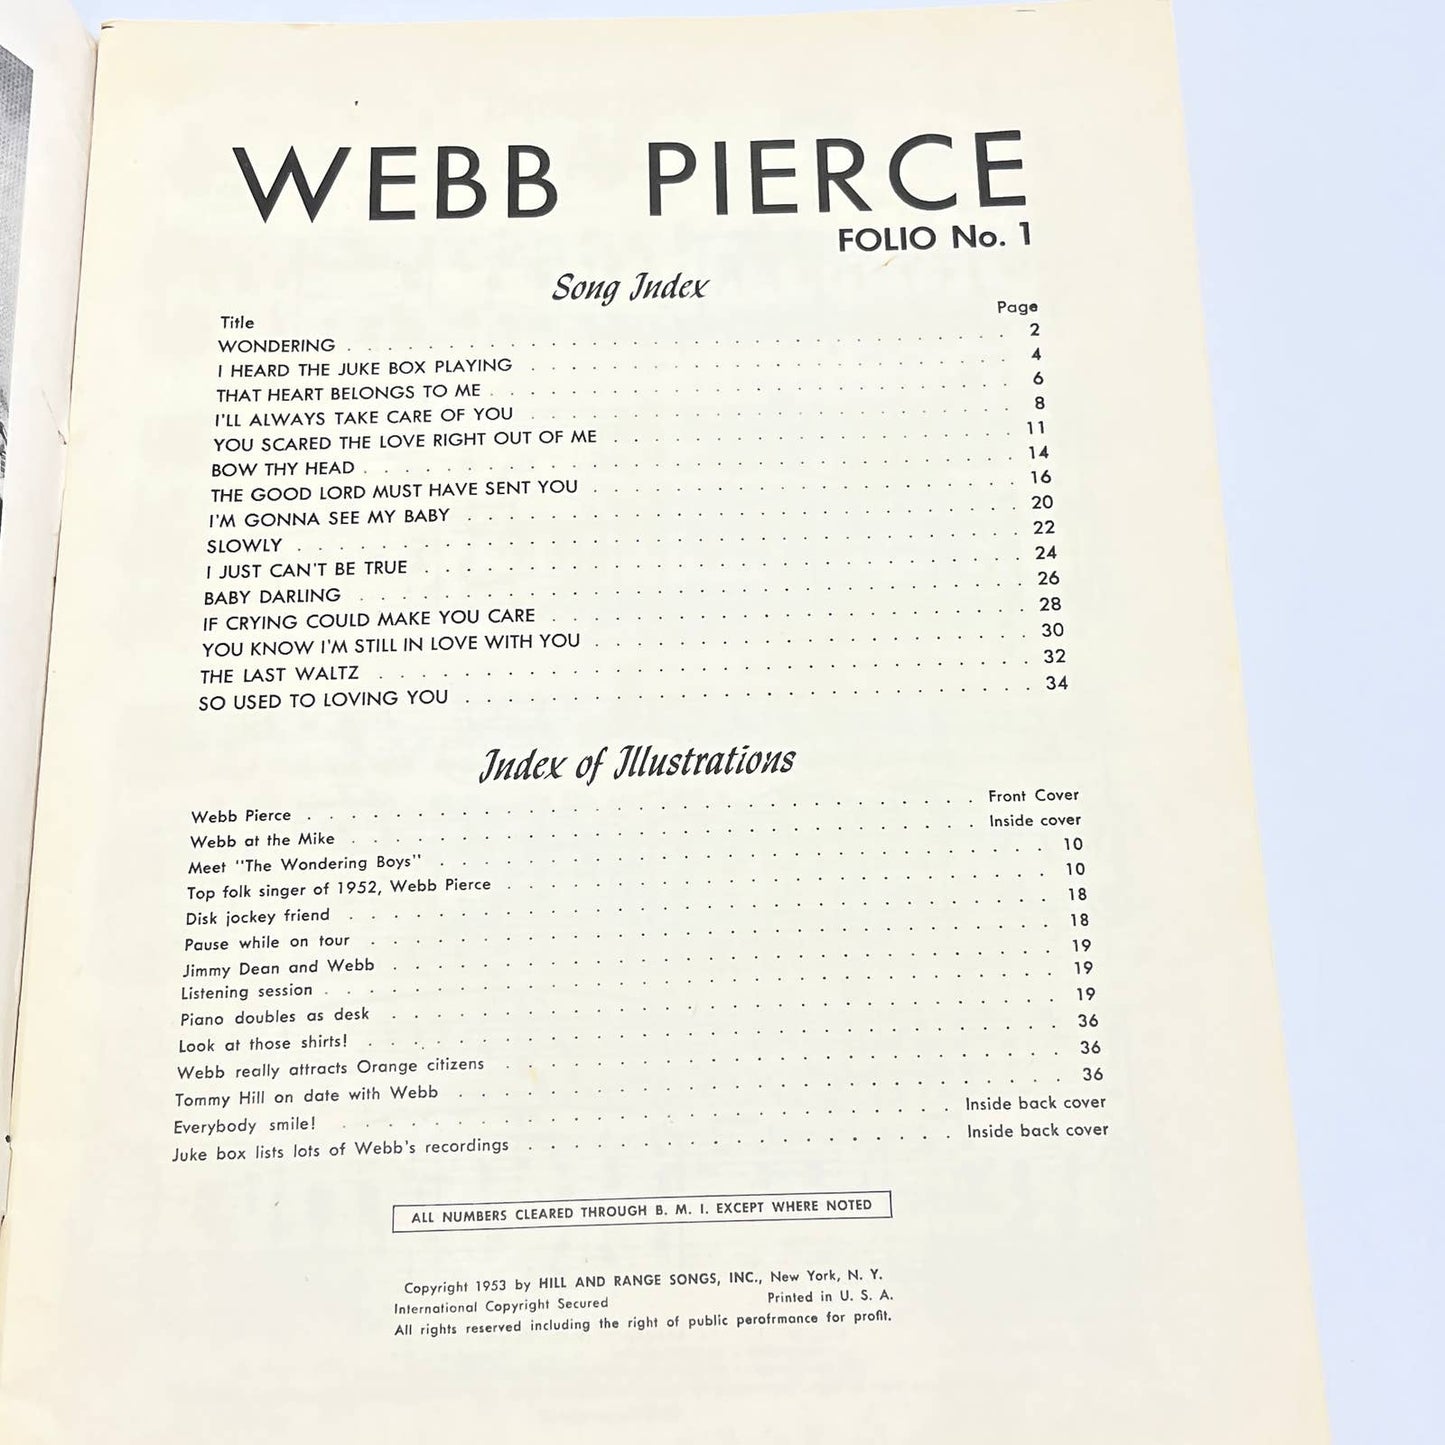 WEBB PIERCE
FOLIO No. 1
Song Index
Title Page
WONDERING 2
I HEARD THE JUKE BOX PLAYING 4
THAT HEART BELONGS TO ME 6
I'LL ALWAYS TAKE CARE OF YOU 8
YOU SCARED THE LOVE RIGHT OUT OF ME 11
BOW THY HEAD 14
THE GOOD LORD MUST HAVE SENT YOU 16
I'M GONNA SEE MY BABY 20
SLOWLY 22
I JUST CAN'T BE TRUE 24
BABY DARLING 26
IF CRYING COULD MAKE YOU CARE 28
YOU KNOW I'M STILL IN LOVE WITH YOU 30
THE LAST WALTZ 32
SO USED TO LOVING YOU 34
Index of Illustrations
Webb Pierce Front Cover
Webb at the Mike Inside cover
Meet "The Wondering Boys" 10
Top folk singer of 1952, Webb Pierce 10
Disk jockey friend 18
Pause while on tour 18
Jimmy Dean and Webb 19
Listening session 19
Piano doubles as desk 19
Look at those shirts! 36
Webb really attracts Orange citizens 36
Tommy Hill on date with Webb 36
Everybody smile! Inside back cover
Juke box lists lots of Webb's recordings Inside back cover
ALL NUMBERS CLEARED THROUGH B. M. I. EXCEPT WHERE NOTED
Copyright 1953 by HILL AND RANGE SONGS, INC., New York, N. Y.
International Copyright Secured Printed in U. S. A.
All rights reserved including the right of public perofrmance for profit.